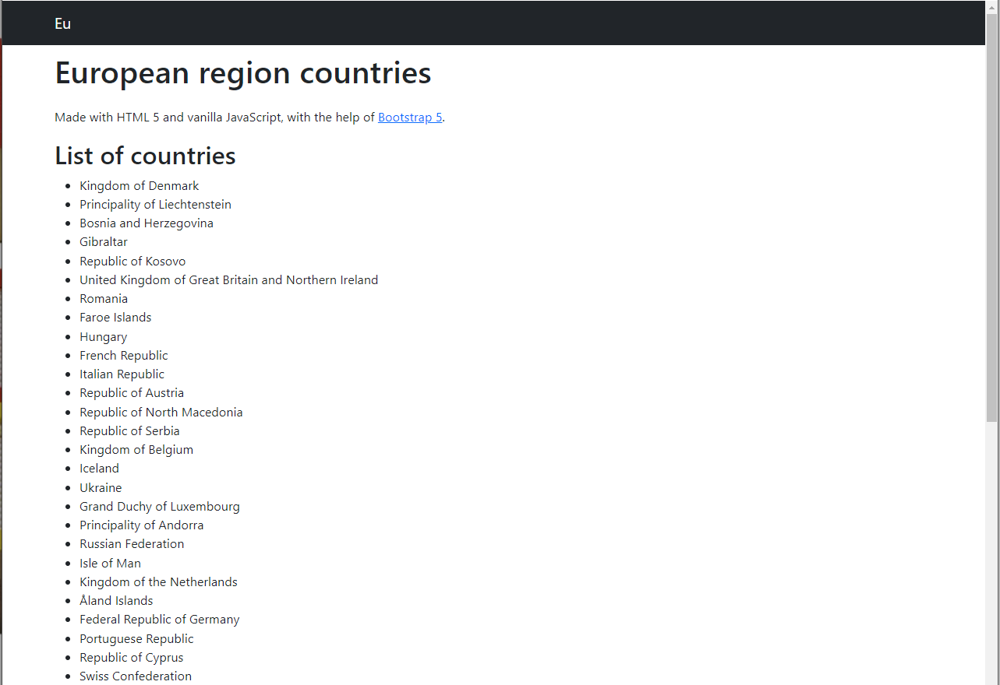 Eu
European region countries
Made with HTML 5 and vanilla JavaScript, with the help of Bootstrap 5.
List of countries
Kingdom of Denmark
Principality of Liechtenstein
Bosnia and Herzegovina
Gibraltar
Republic of Kosovo
United Kingdom of Great Britain and Northern Ireland
Romania
Faroe Islands
Hungary
French Republic
Italian Republic
Republic of Austria
Republic of North Macedonia
Republic of Serbia
Kingdom of Belgium
Iceland
Ukraine
Grand Duchy of Luxembourg
Principality of Andorra
Russian Federation
Isle of Man
Kingdom of the Netherlands
Åland Islands
Federal Republic of Germany
Portuguese Republic
Republic of Cyprus
Swiss Confederation